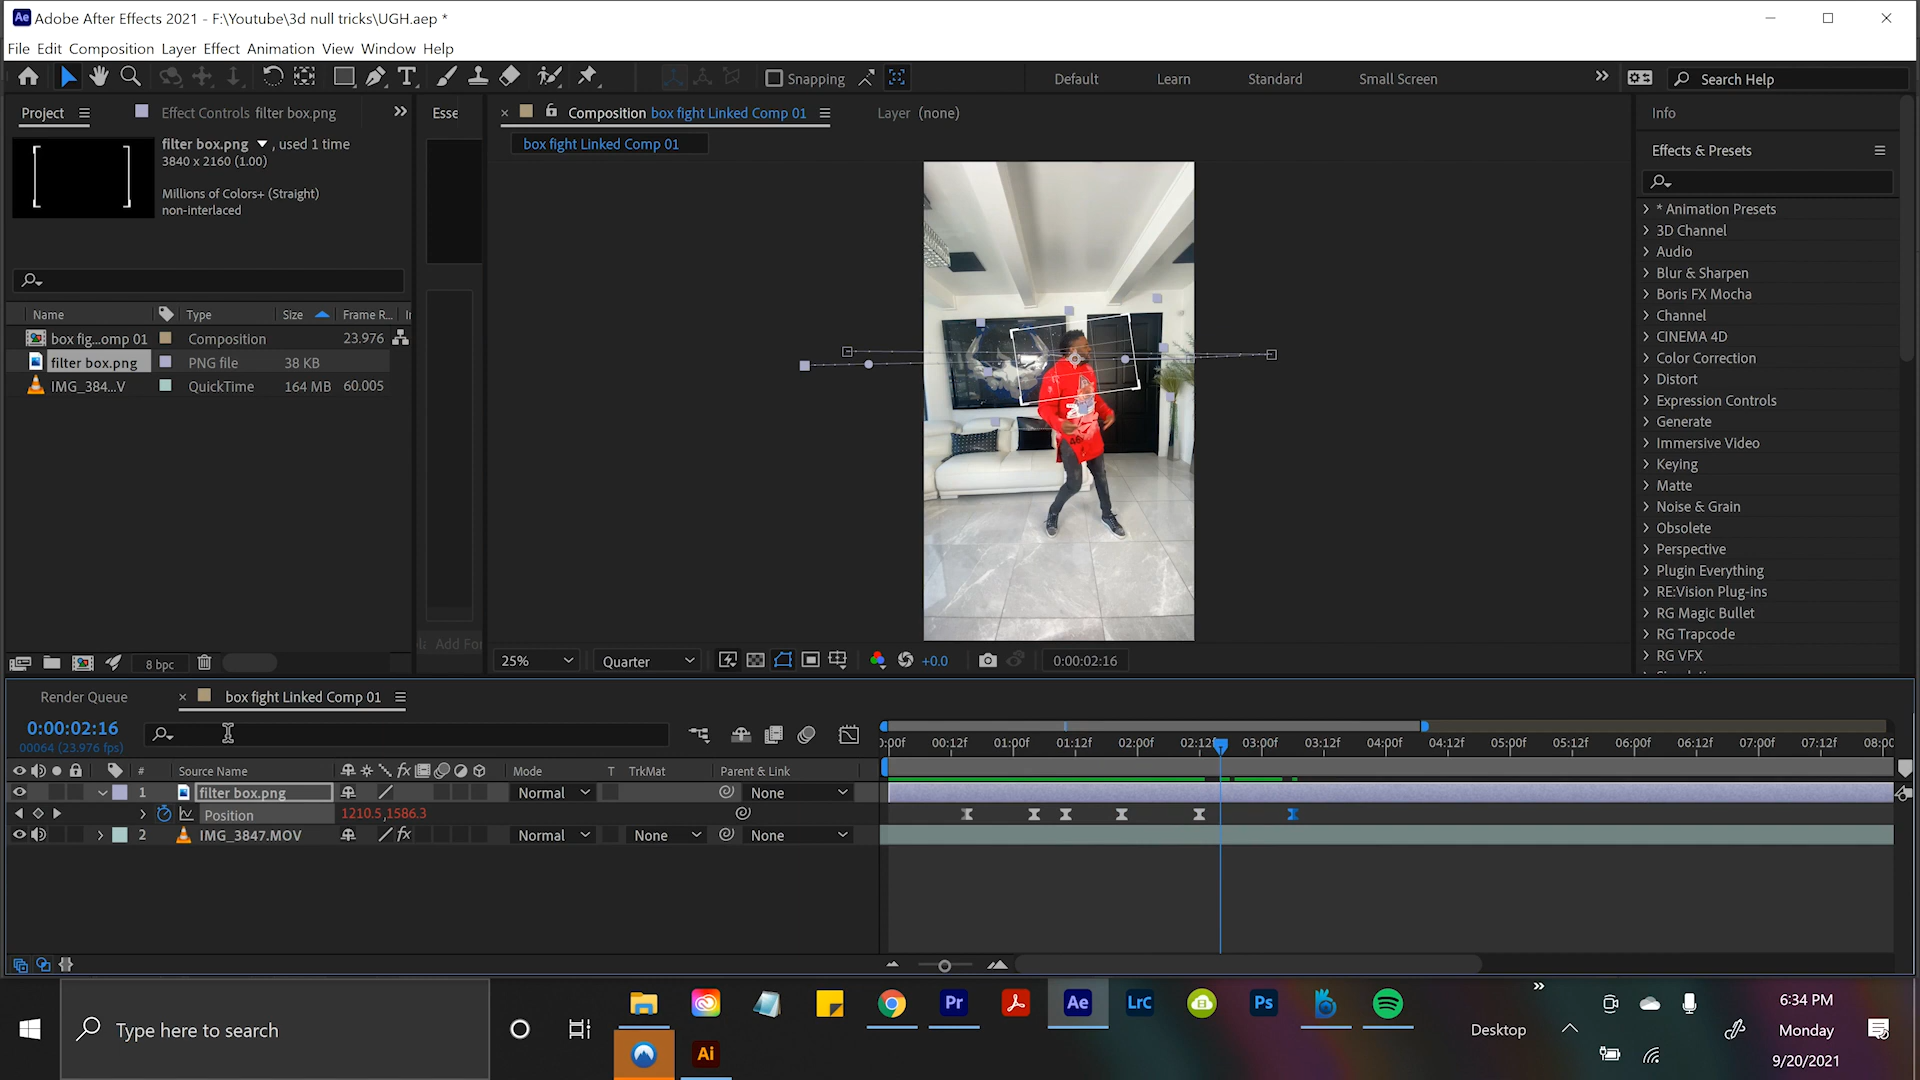 Ae Adobe After Effects 2021 - F:\Youtube\3d null tricks\UGH.aep *
File Edit Composition Layer Effect Animation View Window Help
Snapping Default Learn Standard Small Screen Search Help
Project Effect Controls filter box.png Esse Composition box fight Linked Comp 01 Layer (none) Info
box fight Linked Comp 01
filter box.png , used 1 time
3840 x 2160 (1.00)
Millions of Colors+ (Straight)
non-interlaced
Name Type Size Frame R...
box fig...omp 01 Composition 23.976
filter box.png PNG file 38 KB
IMG_384...V QuickTime 164 MB 60.005
Effects & Presets
* Animation Presets
3D Channel
Audio
Blur & Sharpen
Boris FX Mocha
Channel
CINEMA 4D
Color Correction
Distort
Expression Controls
Generate
Immersive Video
Keying
Matte
Noise & Grain
Obsolete
Perspective
Plugin Everything
RE:Vision Plug-ins
RG Magic Bullet
RG Trapcode
RG VFX
Add For
8 bpc
25% Quarter +0.0 0:00:02:16
Render Queue box fight Linked Comp 01
0:00:02:16
00064 (23.976 fps)
:00f 00:12f 01:00f 01:12f 02:00f 02:12f 03:00f 03:12f 04:00f 04:12f 05:00f 05:12f 06:00f 06:12f 07:00f 07:12f 08:00
# Source Name fx Mode T TrkMat Parent & Link
1 filter box.png Normal None
Position 1210.5,1586.3
2 IMG_3847.MOV fx Normal None None
Type here to search
Pr Ae LrC Ps
Ai
Desktop
6:34 PM
Monday
9/20/2021